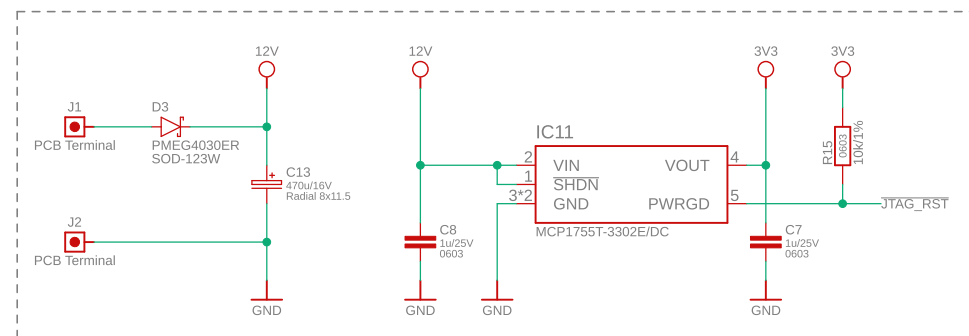 12V
12V
3V3
3V3
J1
PCB Terminal
D3
PMEG4030ER
SOD-123W
C13
470u/16V
Radial 8x11.5
J2
PCB Terminal
GND
IC11
2
VIN
1
SHDN
3*2
GND
VOUT
4
PWRGD
5
MCP1755T-3302E/DC
R15
0603
10k/1%
JTAG_RST
C8
1u/25V
0603
C7
1u/25V
0603
GND
GND
GND